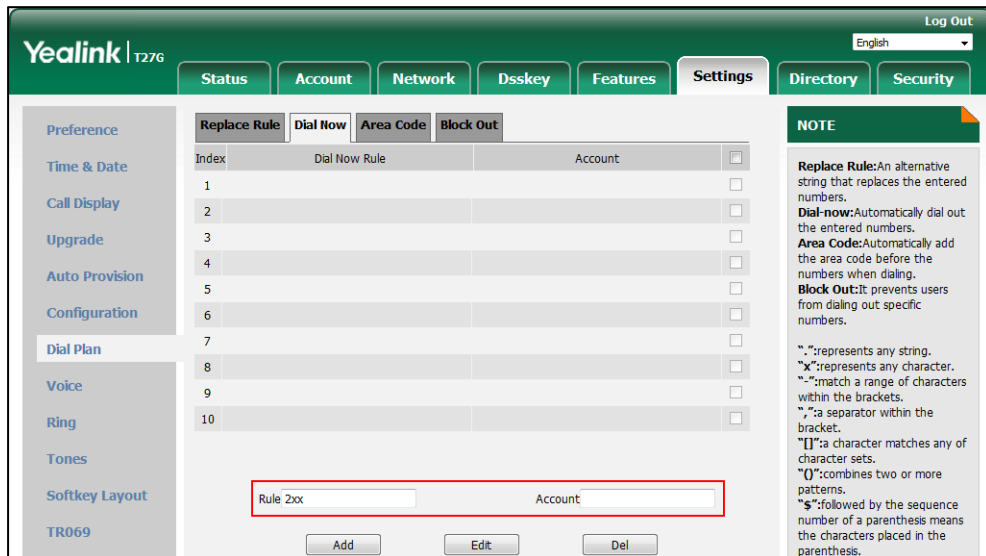 Log Out
Yealink T27G
English
Status Account Network Dsskey Features Settings Directory Security
Preference
Time & Date
Call Display
Upgrade
Auto Provision
Configuration
Dial Plan
Voice
Ring
Tones
Softkey Layout
TR069
Replace Rule Dial Now Area Code Block Out
Index Dial Now Rule Account
1
2
3
4
5
6
7
8
9
10
Rule 2xx Account
Add Edit Del
NOTE
Replace Rule:An alternative
string that replaces the entered
numbers.
Dial-now:Automatically dial out
the entered numbers.
Area Code:Automatically add
the area code before the
numbers when dialing.
Block Out:It prevents users
from dialing out specific
numbers.
".":represents any string.
"x":represents any character.
"-":match a range of characters
within the brackets.
",":a separator within the
bracket.
"[]":a character matches any of
character sets.
"()":combines two or more
patterns.
"$":followed by the sequence
number of a parenthesis means
the characters placed in the
parenthesis.